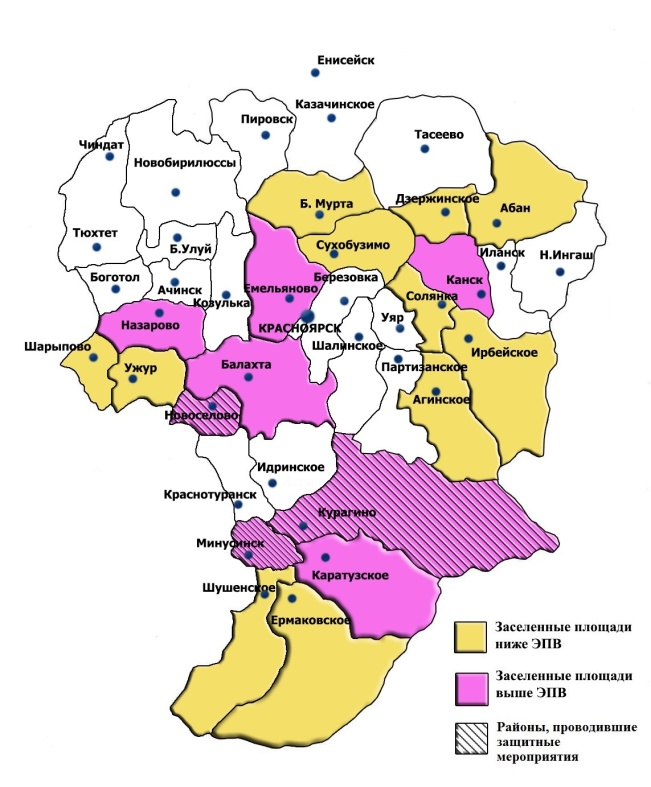 Енисейск
Казачинское
Пировск
Тасеево
Чиндат
Новобирилюссы
Б. Мурта
Дзержинское
Абан
Тюхтет
Б.Улуй
Сухобузимо
Иланск
Н.Ингаш
Боготол
Ачинск
Козулька
Емельяново
Березовка
Канск
Солянка
Назарово
КРАСНОЯРСК
Уяр
Шарыпово
Шалинское
Ирбейское
Ужур
Балахта
Партизанское
Агинское
Новоселово
Идринское
Краснотуранск
Курагино
Минусинск
Каратузское
Шушенское
Ермаковское
Заселенные площади
ниже ЭПВ
Заселенные площади
выше ЭПВ
Районы, проводившие
защитные
мероприятия